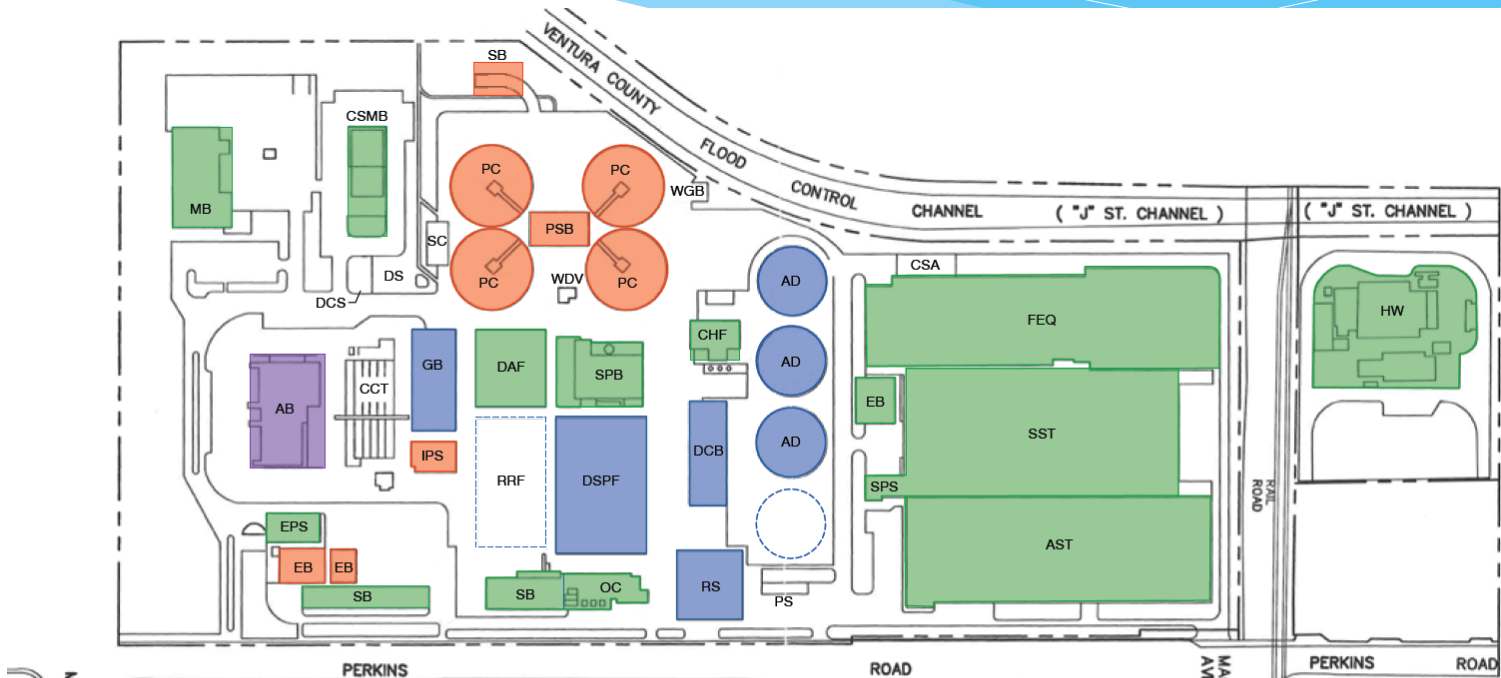 SB
VENTURA COUNTY FLOOD CONTROL CHANNEL ( "J" ST. CHANNEL )
( "J" ST. CHANNEL )
CSMB
MB
PC
PC
WGB
PSB
SC
PC
PC
WDV
DS
DCS
AD
CSA
FEQ
HW
CHF
GB
DAF
SPB
AD
CCT
AB
EB
SST
AD
DCB
IPS
RRF
DSPF
SPS
RAIL
ROAD
EPS
AST
EB
EB
SB
SB
OC
RS
PS
PERKINS
ROAD
MA
AV
PERKINS
ROAD